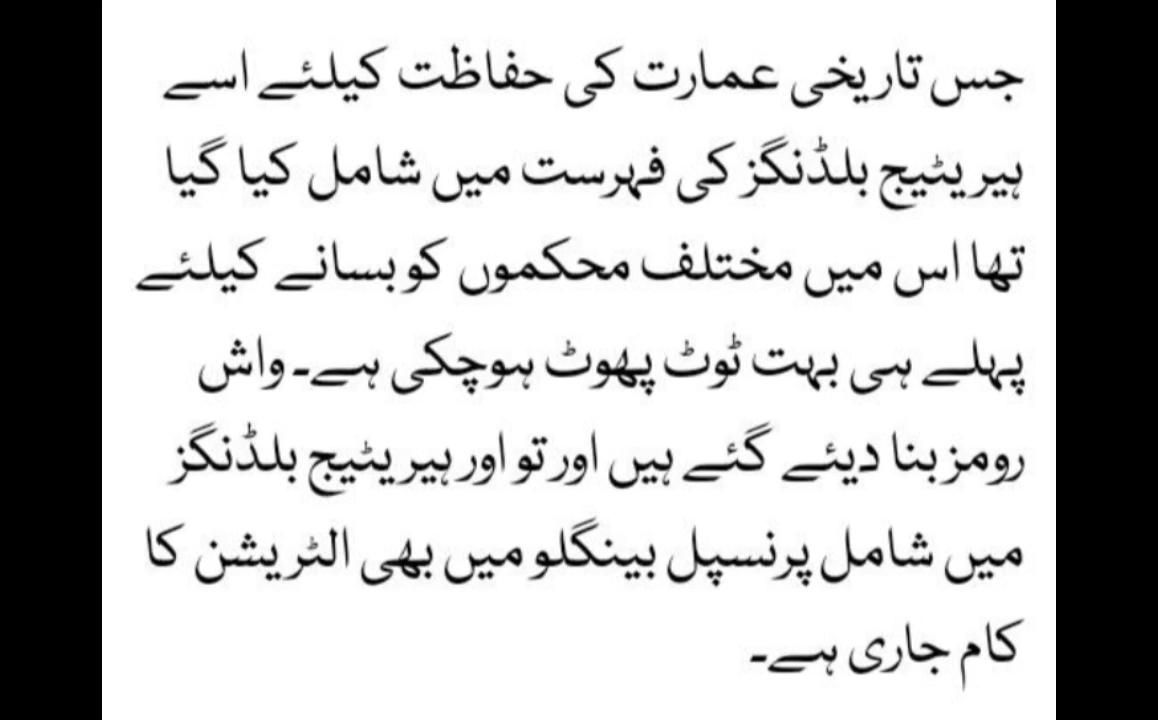 جس تاریخی عمارت کی حفاظت کیلئے اسے
ہیریٹیج بلڈنگز کی فہرست میں شامل کیا گیا
تھا اس میں مختلف محکموں کو بسانے کیلئے
پہلے ہی بہت ٹوٹ پھوٹ ہوچکی ہے۔ واش
رومز بنا دیئے گئے ہیں اور تو اور ہیریٹیج بلڈنگز
میں شامل پرنسپل بینگلو میں بھی الٹریشن کا
کام جاری ہے۔